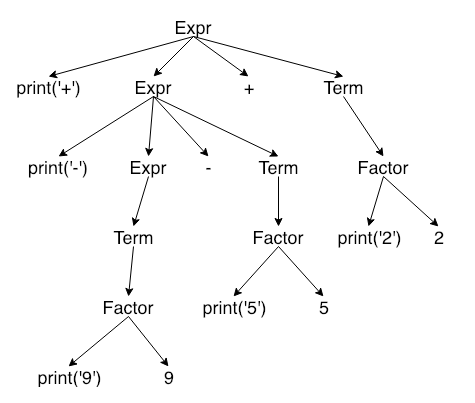 Expr
print('+') Expr + Term
print('-') Expr - Term Factor
Term Factor print('2') 2
Factor print('5') 5
print('9') 9